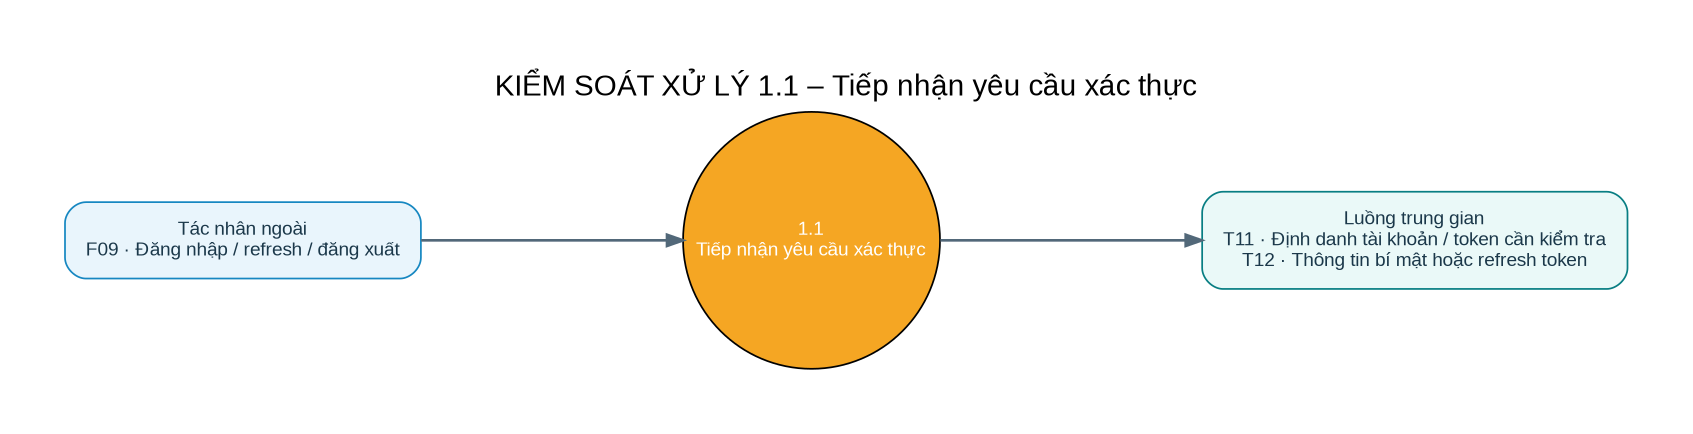 KIỂM SOÁT XỬ LÝ 1.1 – Tiếp nhận yêu cầu xác thực
Tác nhân ngoài
F09 · Đăng nhập / refresh / đăng xuất
1.1
Tiếp nhận yêu cầu xác thực
Luồng trung gian
T11 · Định danh tài khoản / token cần kiểm tra
T12 · Thông tin bí mật hoặc refresh token